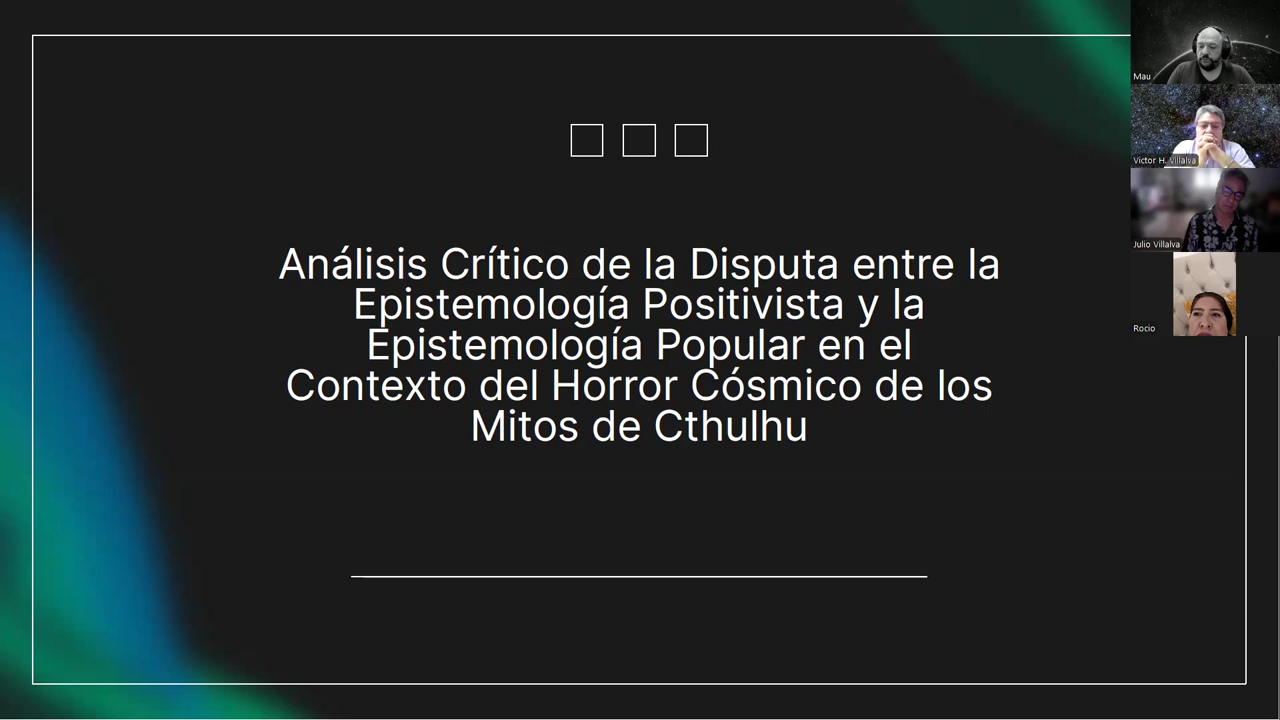 Análisis Crítico de la Disputa entre la
Epistemología Positivista y la
Epistemología Popular en el
Contexto del Horror Cósmico de los
Mitos de Cthulhu
Mau
Victor H. Villalva
Julio Villalva
Rocio